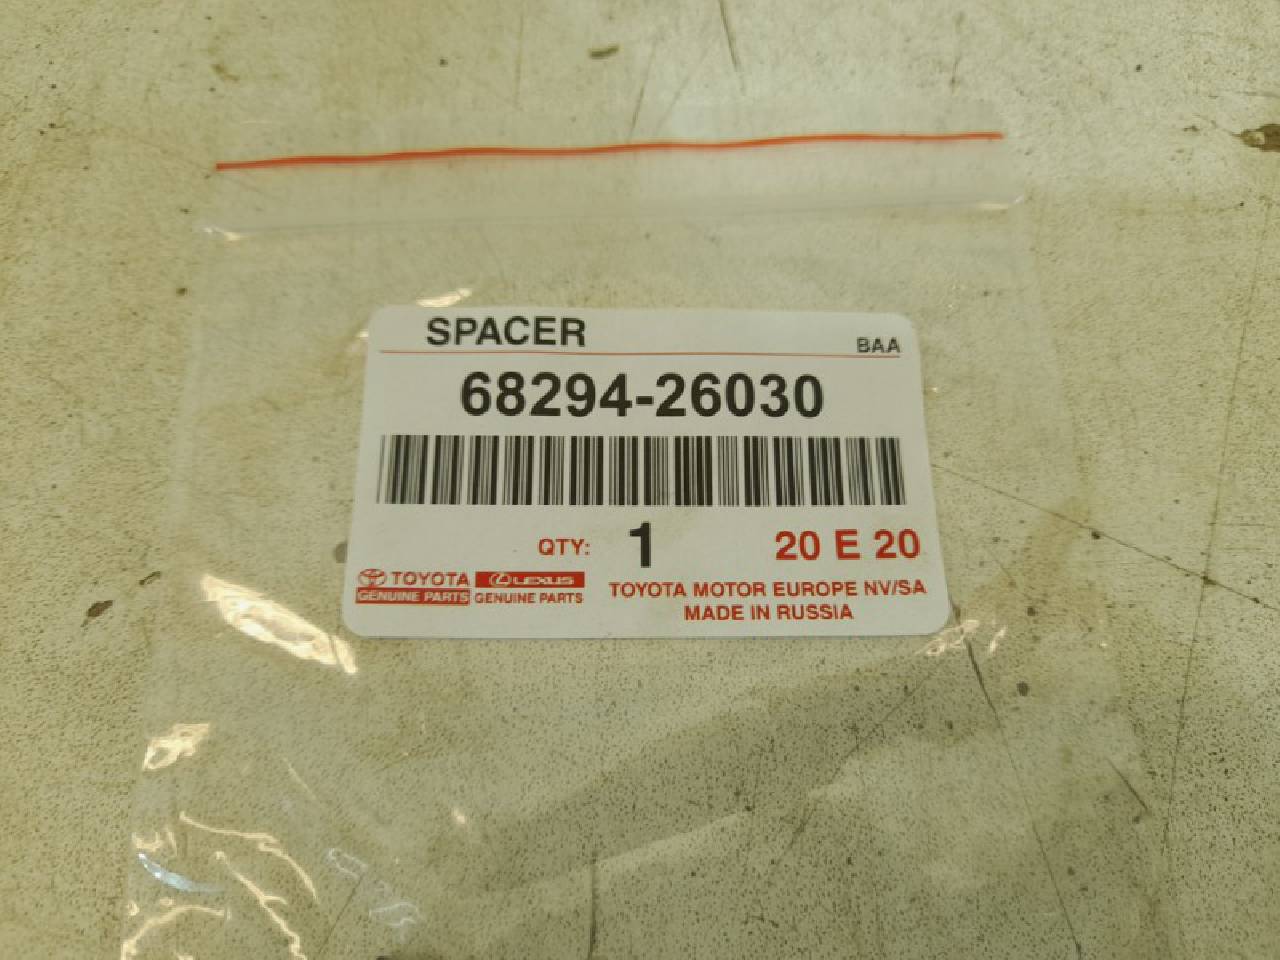 SPACER
BAA
68294-26030
QTY: 1 20 E 20
TOYOTA LEXUS
GENUINE PARTS GENUINE PARTS
TOYOTA MOTOR EUROPE NV/SA
MADE IN RUSSIA